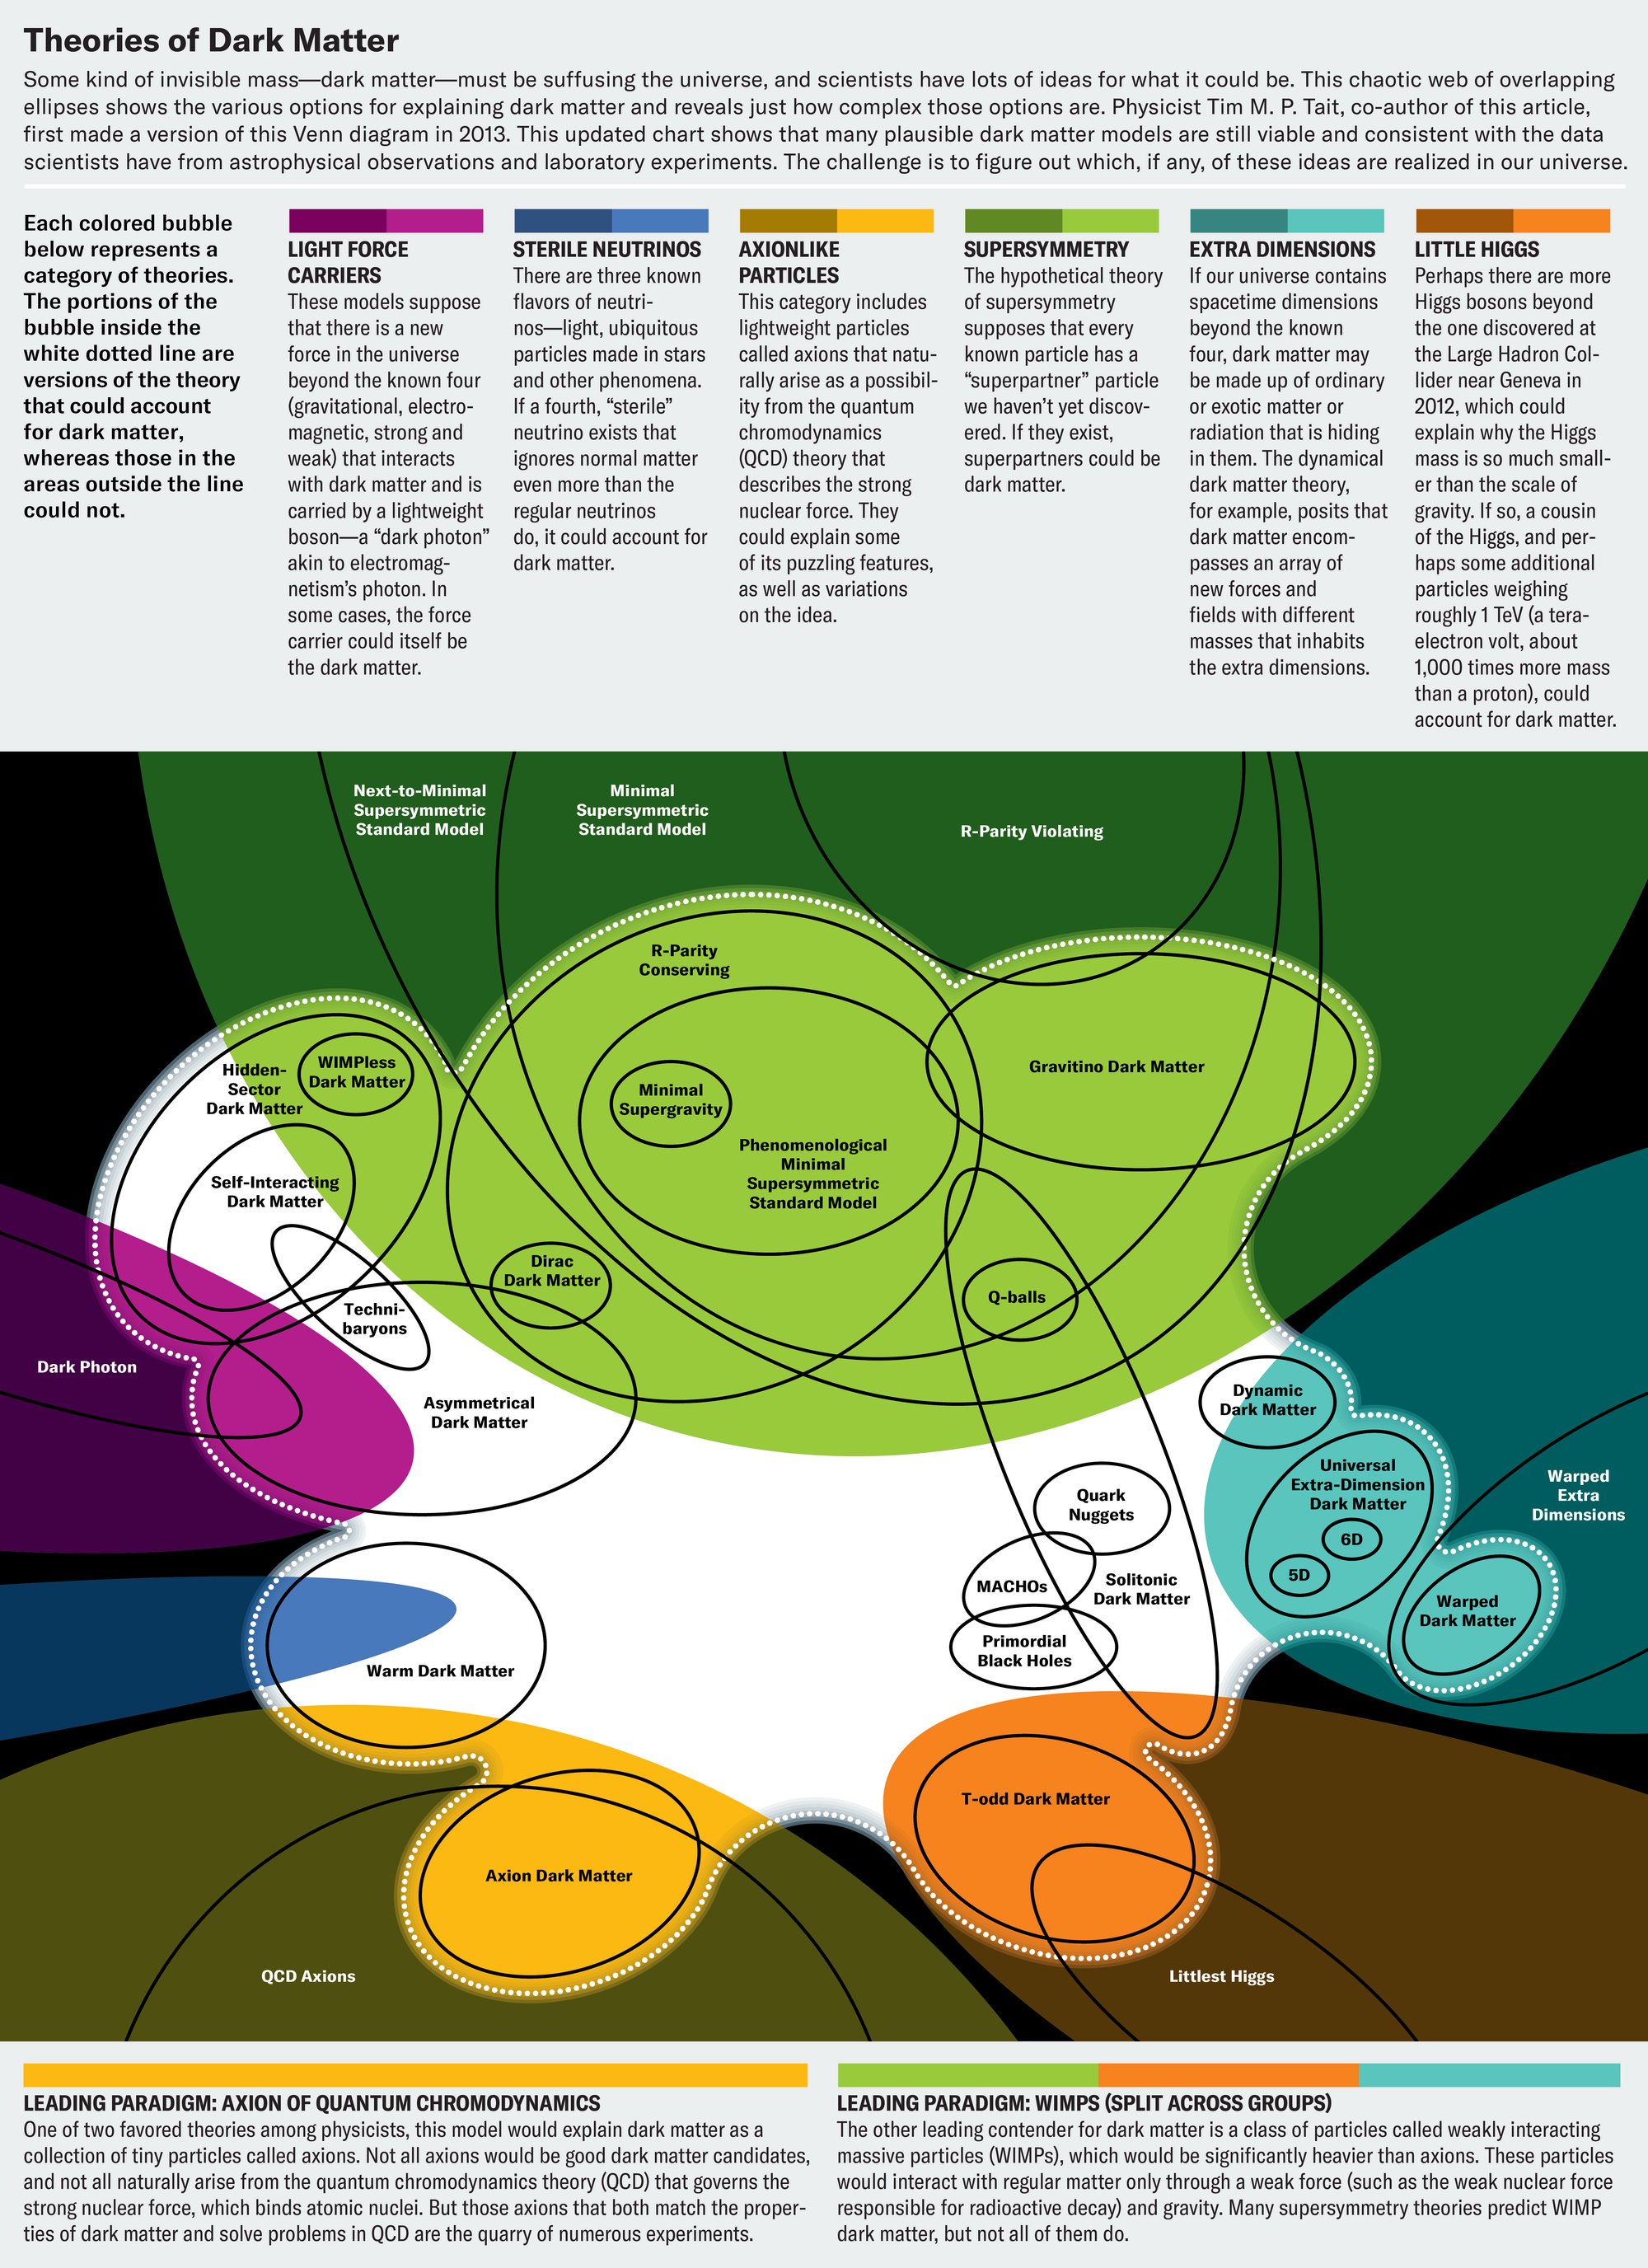 Theories of Dark Matter
Some kind of invisible mass—dark matter—must be suffusing the universe, and scientists have lots of ideas for what it could be. This chaotic web of overlapping
ellipses shows the various options for explaining dark matter and reveals just how complex those options are. Physicist Tim M. P. Tait, co-author of this article,
first made a version of this Venn diagram in 2013. This updated chart shows that many plausible dark matter models are still viable and consistent with the data
scientists have from astrophysical observations and laboratory experiments. The challenge is to figure out which, if any, of these ideas are realized in our universe.
Each colored bubble
below represents a
category of theories.
The portions of the
bubble inside the
white dotted line are
versions of the theory
that could account
for dark matter,
whereas those in the
areas outside the line
could not.
LIGHT FORCE
CARRIERS
These models suppose
that there is a new
force in the universe
beyond the known four
(gravitational, electro-
magnetic, strong and
weak) that interacts
with dark matter and is
carried by a lightweight
boson—a “dark photon”
akin to electromag-
netism’s photon. In
some cases, the force
carrier could itself be
the dark matter.
STERILE NEUTRINOS
There are three known
flavors of neutri-
nos—light, ubiquitous
particles made in stars
and other phenomena.
If a fourth, “sterile”
neutrino exists that
ignores normal matter
even more than the
regular neutrinos
do, it could account for
dark matter.
AXIONLIKE
PARTICLES
This category includes
lightweight particles
called axions that natu-
rally arise as a possibil-
ity from the quantum
chromodynamics
(QCD) theory that
describes the strong
nuclear force. They
could explain some
of its puzzling features,
as well as variations
on the idea.
SUPERSYMMETRY
The hypothetical theory
of supersymmetry
supposes that every
known particle has a
“superpartner” particle
we haven’t yet discov-
ered. If they exist,
superpartners could be
dark matter.
EXTRA DIMENSIONS
If our universe contains
spacetime dimensions
beyond the known
four, dark matter may
be made up of ordinary
or exotic matter or
radiation that is hiding
in them. The dynamical
dark matter theory,
for example, posits that
dark matter encom-
passes an array of
new forces and
fields with different
masses that inhabits
the extra dimensions.
LITTLE HIGGS
Perhaps there are more
Higgs bosons beyond
the one discovered at
the Large Hadron Col-
lider near Geneva in
2012, which could
explain why the Higgs
mass is so much small-
er than the scale of
gravity. If so, a cousin
of the Higgs, and per-
haps some additional
particles weighing
roughly 1 TeV (a tera-
electron volt, about
1,000 times more mass
than a proton), could
account for dark matter.
Next-to-Minimal
Supersymmetric
Standard Model
Minimal
Supersymmetric
Standard Model
R-Parity Violating
R-Parity
Conserving
Hidden-
Sector
Dark Matter
WIMPless
Dark Matter
Minimal
Supergravity
Gravitino Dark Matter
Phenomenological
Minimal
Supersymmetric
Standard Model
Self-Interacting
Dark Matter
Dirac
Dark Matter
Q-balls
Techni-
baryons
Dark Photon
Asymmetrical
Dark Matter
Dynamic
Dark Matter
Universal
Extra-Dimension
Dark Matter
6D
5D
Warped
Extra
Dimensions
Quark
Nuggets
MACHOs
Solitonic
Dark Matter
Warped
Dark Matter
Primordial
Black Holes
Warm Dark Matter
T-odd Dark Matter
Axion Dark Matter
QCD Axions
Littlest Higgs
LEADING PARADIGM: AXION OF QUANTUM CHROMODYNAMICS
One of two favored theories among physicists, this model would explain dark matter as a
collection of tiny particles called axions. Not all axions would be good dark matter candidates,
and not all naturally arise from the quantum chromodynamics theory (QCD) that governs the
strong nuclear force, which binds atomic nuclei. But those axions that both match the proper-
ties of dark matter and solve problems in QCD are the quarry of numerous experiments.
LEADING PARADIGM: WIMPS (SPLIT ACROSS GROUPS)
The other leading contender for dark matter is a class of particles called weakly interacting
massive particles (WIMPs), which would be significantly heavier than axions. These particles
would interact with regular matter only through a weak force (such as the weak nuclear force
responsible for radioactive decay) and gravity. Many supersymmetry theories predict WIMP
dark matter, but not all of them do.